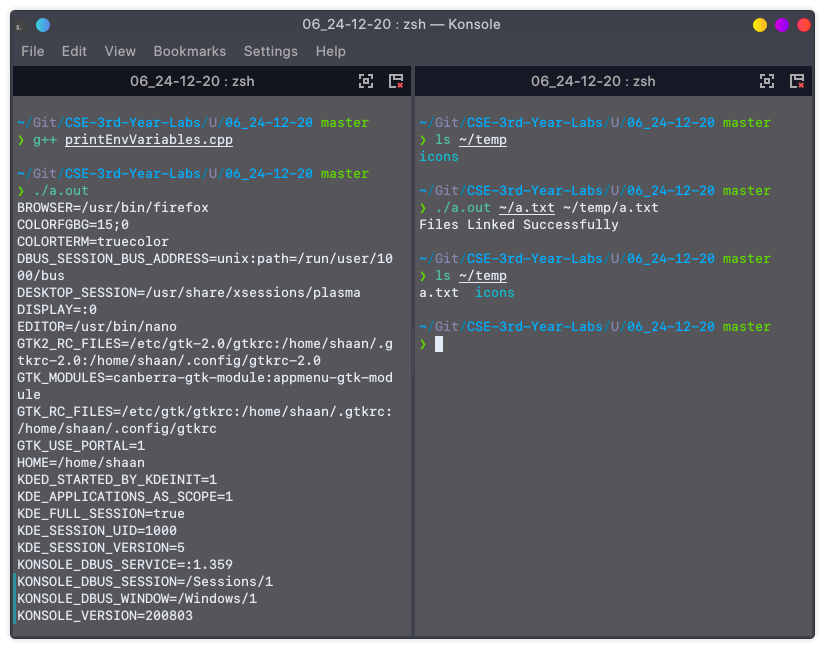 06_24-12-20 : zsh — Konsole
File Edit View Bookmarks Settings Help
06_24-12-20 : zsh
~/Git/CSE-3rd-Year-Labs/U/06_24-12-20 master
❯ g++ printEnvVariables.cpp
~/Git/CSE-3rd-Year-Labs/U/06_24-12-20 master
❯ ./a.out
BROWSER=/usr/bin/firefox
COLORFGBG=15;0
COLORTERM=truecolor
DBUS_SESSION_BUS_ADDRESS=unix:path=/run/user/10
00/bus
DESKTOP_SESSION=/usr/share/xsessions/plasma
DISPLAY=:0
EDITOR=/usr/bin/nano
GTK2_RC_FILES=/etc/gtk-2.0/gtkrc:/home/shaan/.g
tkrc-2.0:/home/shaan/.config/gtkrc-2.0
GTK_MODULES=canberra-gtk-module:appmenu-gtk-mod
ule
GTK_RC_FILES=/etc/gtk/gtkrc:/home/shaan/.gtkrc:
/home/shaan/.config/gtkrc
GTK_USE_PORTAL=1
HOME=/home/shaan
KDED_STARTED_BY_KDEINIT=1
KDE_APPLICATIONS_AS_SCOPE=1
KDE_FULL_SESSION=true
KDE_SESSION_UID=1000
KDE_SESSION_VERSION=5
KONSOLE_DBUS_SERVICE=:1.359
KONSOLE_DBUS_SESSION=/Sessions/1
KONSOLE_DBUS_WINDOW=/Windows/1
KONSOLE_VERSION=200803
06_24-12-20 : zsh
~/Git/CSE-3rd-Year-Labs/U/06_24-12-20 master
❯ ls ~/temp
icons
~/Git/CSE-3rd-Year-Labs/U/06_24-12-20 master
❯ ./a.out ~/a.txt ~/temp/a.txt
Files Linked Successfully
~/Git/CSE-3rd-Year-Labs/U/06_24-12-20 master
❯ ls ~/temp
a.txt icons
~/Git/CSE-3rd-Year-Labs/U/06_24-12-20 master
❯